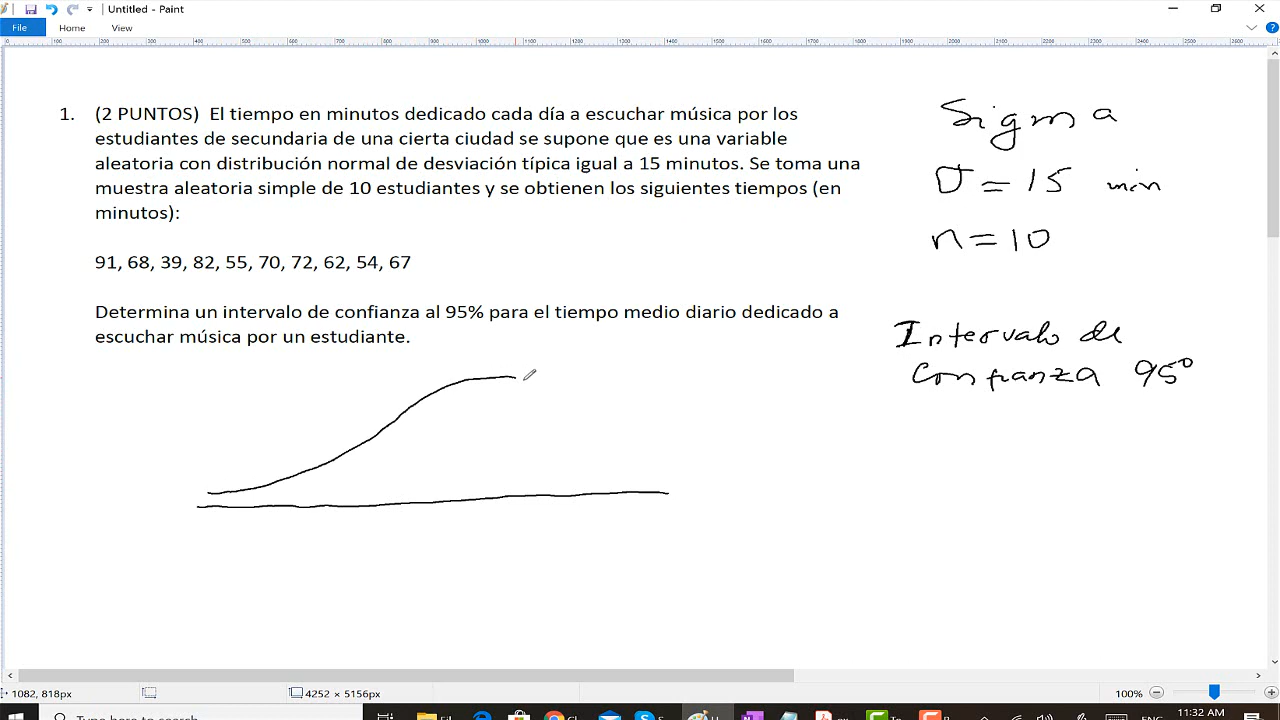 Untitled - Paint
File Home View
1. (2 PUNTOS) El tiempo en minutos dedicado cada día a escuchar música por los
estudiantes de secundaria de una cierta ciudad se supone que es una variable
aleatoria con distribución normal de desviación típica igual a 15 minutos. Se toma una
muestra aleatoria simple de 10 estudiantes y se obtienen los siguientes tiempos (en
minutos):
91, 68, 39, 82, 55, 70, 72, 62, 54, 67
Determina un intervalo de confianza al 95% para el tiempo medio diario dedicado a
escuchar música por un estudiante.
Sigma
σ = 15 min
n = 10
Intervalo de
Confianza 95°
1082, 818px 4252 × 5156px 100%
11:32 AM